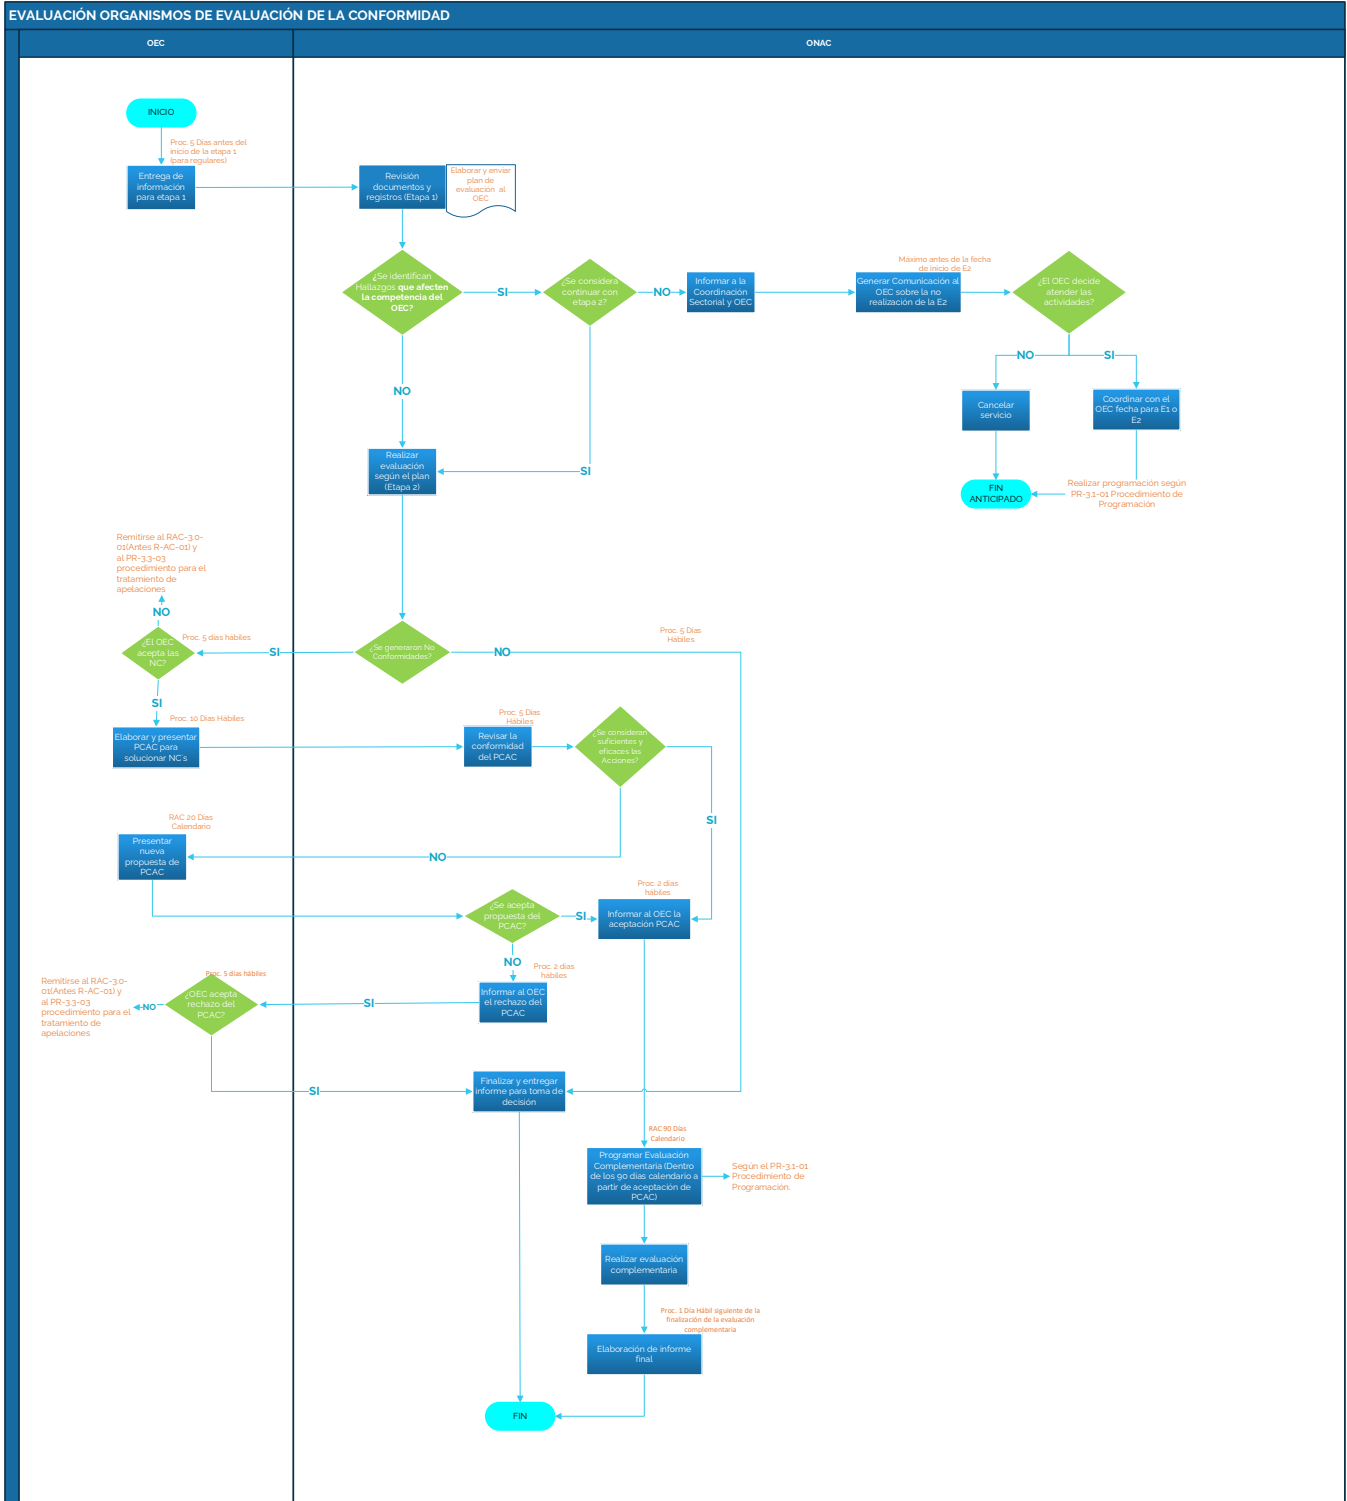 EVALUACIÓN ORGANISMOS DE EVALUACIÓN DE LA CONFORMIDAD
OEC
ONAC
INICIO
Proc. 5 Días antes del
inicio de la etapa 1
(para regulares)
Entrega de
información
para etapa 1
Revisión
documentos y
registros (Etapa 1)
Elaborar y enviar
plan de
evaluación al
OEC
¿Se identifican
Hallazgos que afecten
la competencia del
OEC?
SI
¿Se considera
continuar con
etapa 2?
NO
Informar a la
Coordinación
Sectorial y OEC
Máximo antes de la fecha
de inicio de E2
Generar Comunicación al
OEC sobre la no
realización de la E2
¿El OEC decide
atender las
actividades?
NO
SI
Cancelar
servicio
Coordinar con el
OEC fecha para E1 o
E2
NO
Realizar
evaluación
según el plan
(Etapa 2)
SI
FIN
ANTICIPADO
Realizar programación según
PR-3.1-01 Procedimiento de
Programación
Remitirse al RAC-3.0-
01(Antes R-AC-01) y
al PR-3.3-03
procedimiento para el
tratamiento de
apelaciones
NO
¿El OEC
acepta las
NC?
Proc. 5 días hábiles
SI
¿Se generaron No
Conformidades?
NO
Proc. 5 Días
Hábiles
SI
Proc. 10 Días Hábiles
Elaborar y presentar
PCAC para
solucionar NC´s
Proc. 5 Días
Hábiles
Revisar la
conformidad
del PCAC
¿Se consideran
suficientes y
eficaces las
Acciones?
SI
RAC 20 Días
Calendario
Presentar
nueva
propuesta de
PCAC
NO
Proc. 2 días
hábiles
¿Se acepta
propuesta del
PCAC?
SI
Informar al OEC la
aceptación PCAC
NO
Proc. 2 días
hábiles
Informar al OEC
el rechazo del
PCAC
SI
Proc. 5 días hábiles
¿OEC acepta
rechazo del
PCAC?
NO
Remitirse al RAC-3.0-
01(Antes R-AC-01) y
al PR-3.3-03
procedimiento para el
tratamiento de
apelaciones
SI
Finalizar y entregar
informe para toma de
decisión
RAC 90 Días
Calendario
Programar Evaluación
Complementaria (Dentro
de los 90 días calendario a
partir de aceptación de
PCAC)
Según el PR-3.1-01
Procedimiento de
Programación.
Realizar evaluación
complementaria
Proc. 1 Día Hábil siguiente de la
finalización de la evaluación
complementaria
Elaboración de informe
final
FIN